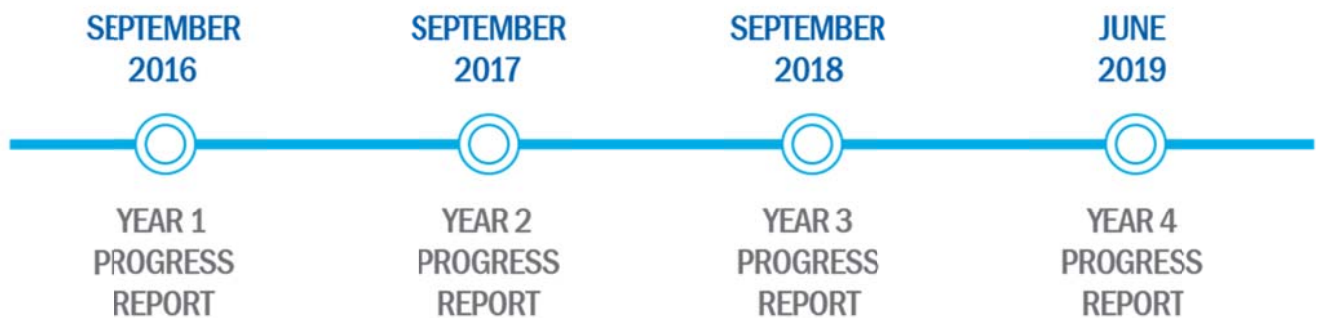 SEPTEMBER
2016
SEPTEMBER
2017
SEPTEMBER
2018
JUNE
2019
YEAR 1
PROGRESS
REPORT
YEAR 2
PROGRESS
REPORT
YEAR 3
PROGRESS
REPORT
YEAR 4
PROGRESS
REPORT